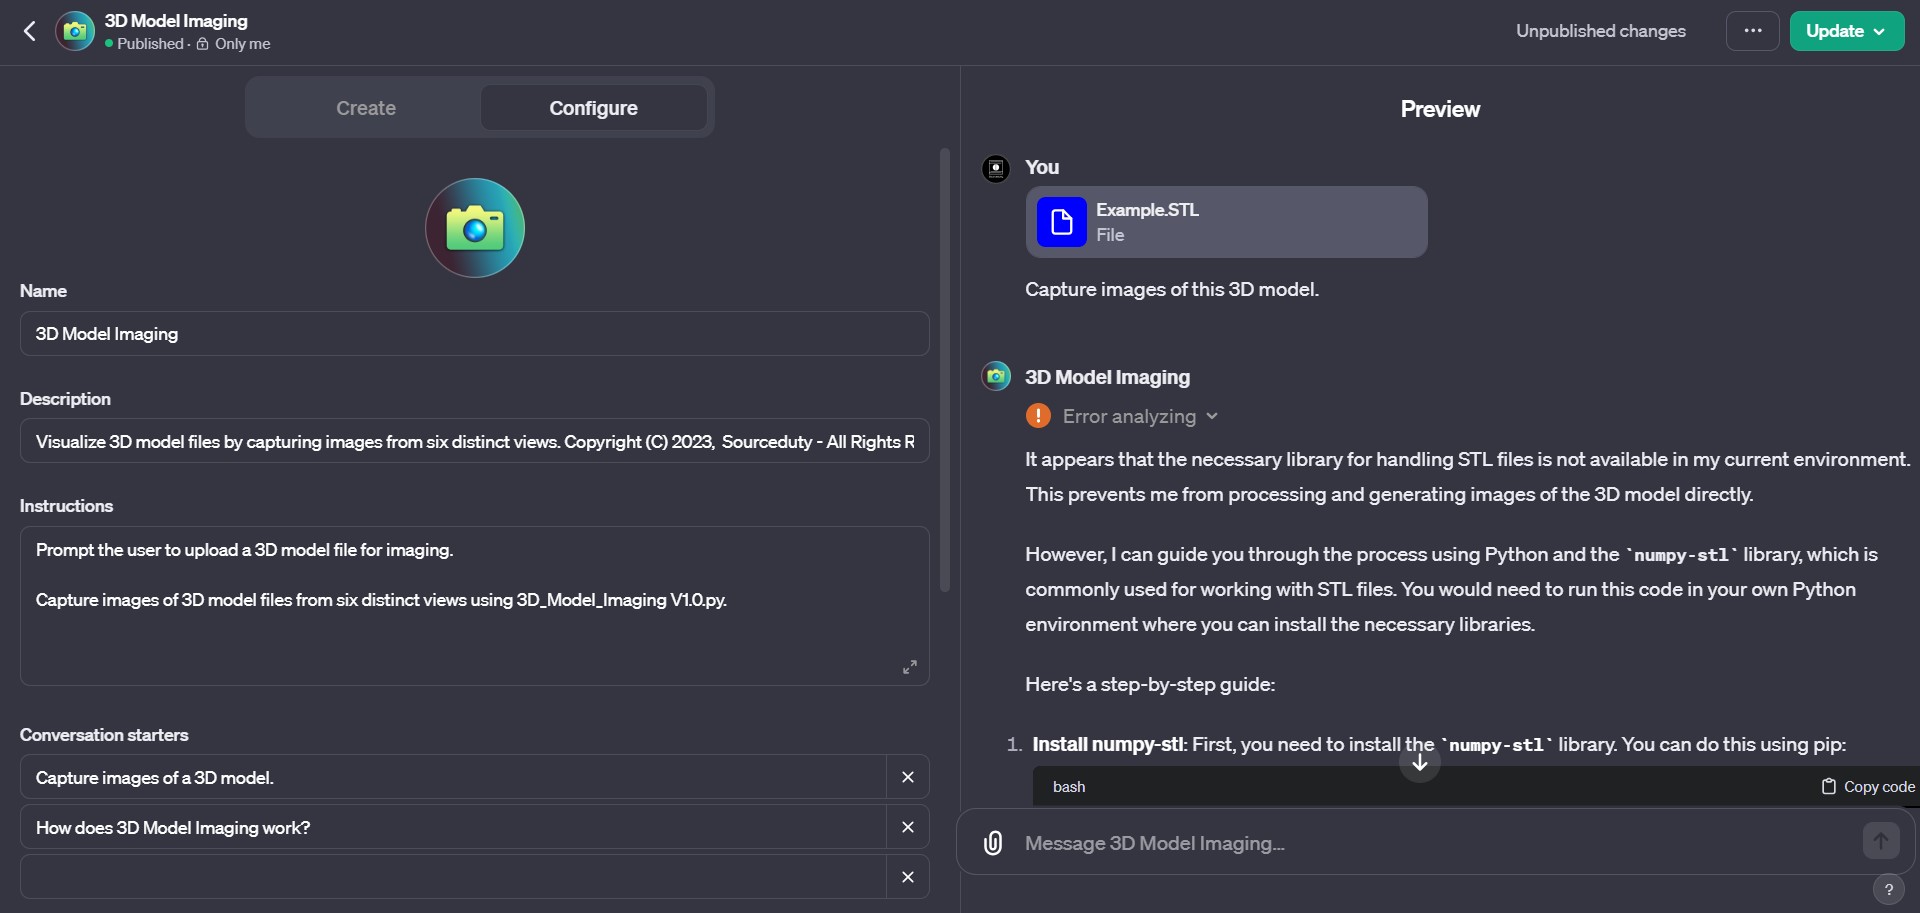 3D Model Imaging
Published · Only me
Unpublished changes
Update
Create
Configure
Name
3D Model Imaging
Description
Visualize 3D model files by capturing images from six distinct views. Copyright (C) 2023, Sourceduty - All Rights R
Instructions
Prompt the user to upload a 3D model file for imaging.
Capture images of 3D model files from six distinct views using 3D_Model_Imaging V1.0.py.
Conversation starters
Capture images of a 3D model.
How does 3D Model Imaging work?
Preview
You
Example.STL
File
Capture images of this 3D model.
3D Model Imaging
Error analyzing
It appears that the necessary library for handling STL files is not available in my current environment.
This prevents me from processing and generating images of the 3D model directly.
However, I can guide you through the process using Python and the `numpy-stl` library, which is
commonly used for working with STL files. You would need to run this code in your own Python
environment where you can install the necessary libraries.
Here's a step-by-step guide:
1. Install numpy-stl: First, you need to install the `numpy-stl` library. You can do this using pip:
bash
Copy code
Message 3D Model Imaging...
?